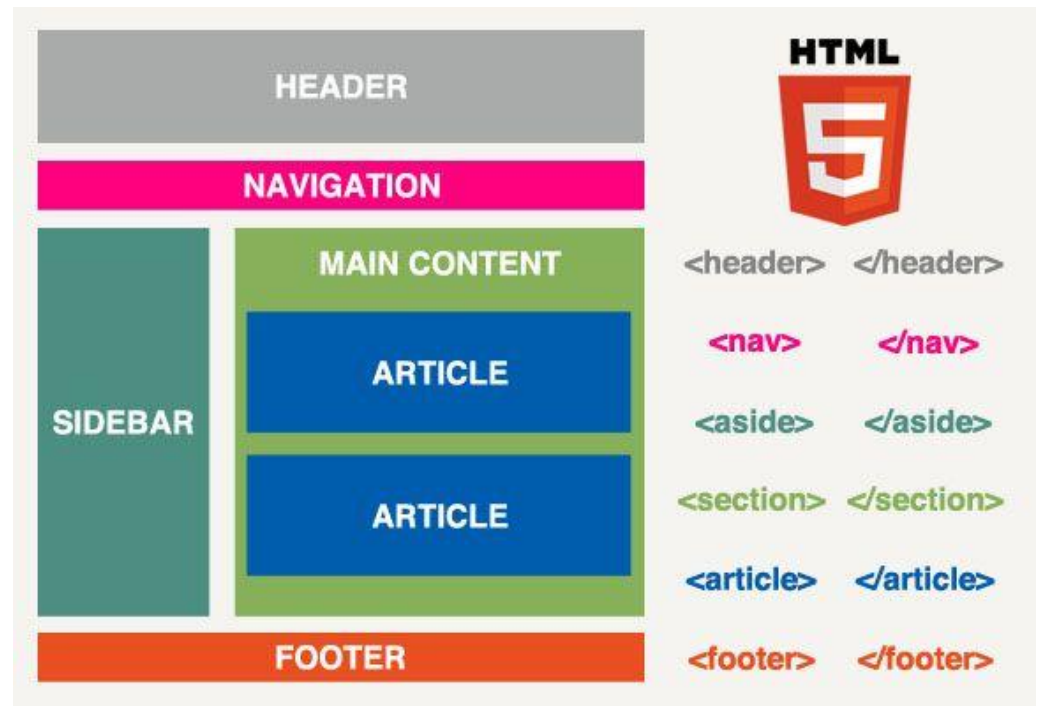 HEADER
NAVIGATION
SIDEBAR
MAIN CONTENT
ARTICLE
ARTICLE
FOOTER
HTML
5
<header> </header>
<nav> </nav>
<aside> </aside>
<section> </section>
<article> </article>
<footer> </footer>